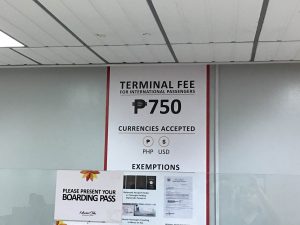 TERMINAL FEE
FOR INTERNATIONAL PASSENGERS
₱750
CURRENCIES ACCEPTED
₱ $
PHP USD
EXEMPTIONS
PLEASE PRESENT YOUR
BOARDING PASS